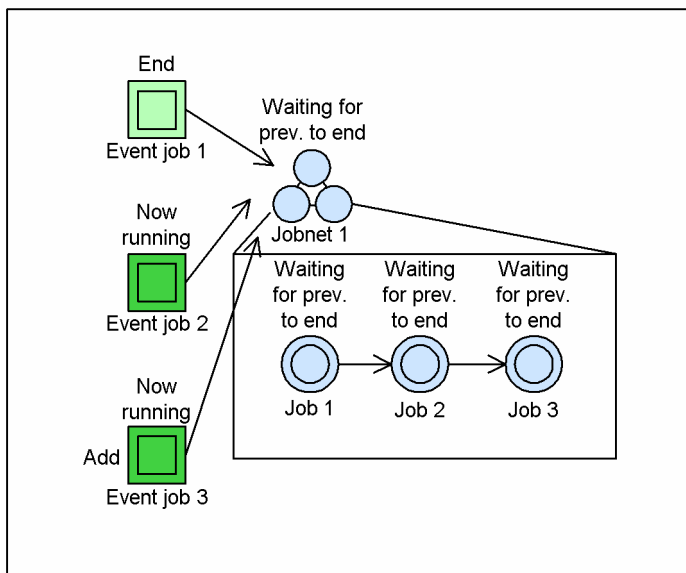 End
Event job 1
Waiting for
prev. to end
Jobnet 1
Now
running
Event job 2
Waiting
for prev.
to end
Job 1
Waiting
for prev.
to end
Job 2
Waiting
for prev.
to end
Job 3
Now
running
Add
Event job 3